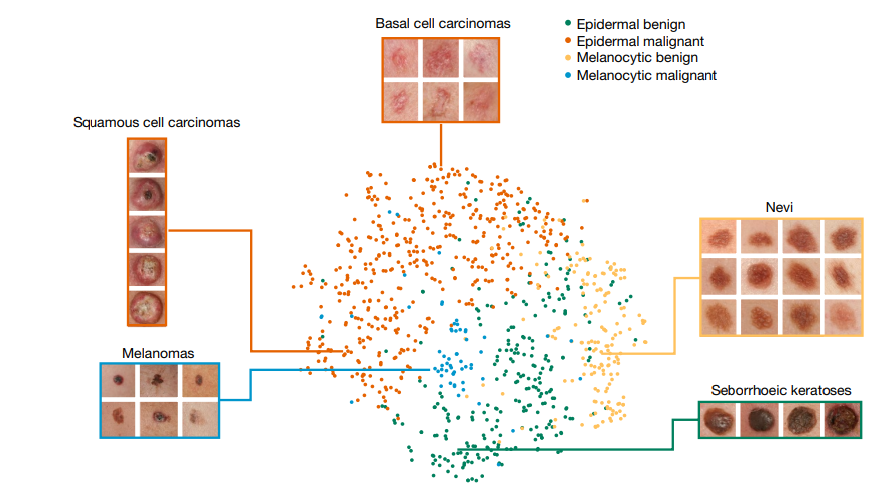 Basal cell carcinomas
Epidermal benign
Epidermal malignant
Melanocytic benign
Melanocytic malignant
Squamous cell carcinomas
Nevi
Melanomas
Seborrhoeic keratoses